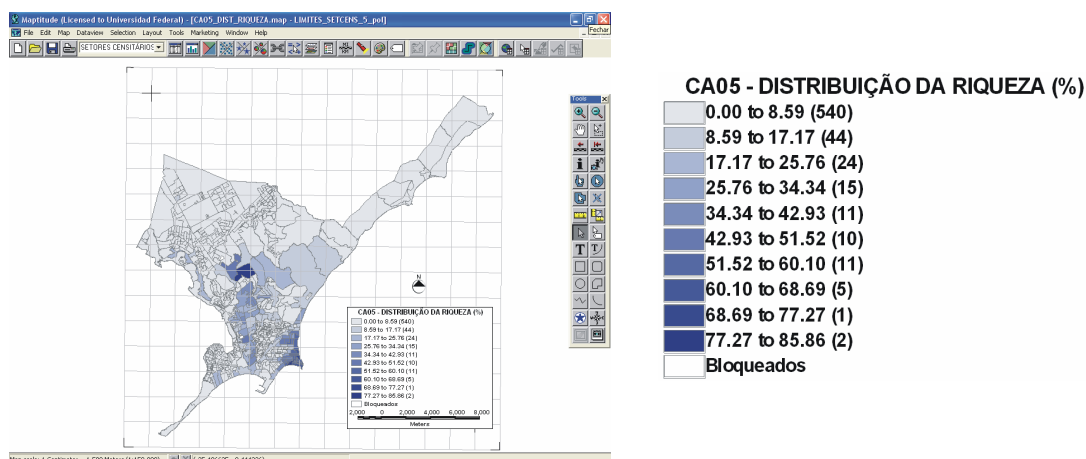 Maptitude (Licensed to Universidad Federal) - [CA05_DIST_RIQUEZA.map - LIMITES_SETCENS_5_pol]
Fechar
File Edit Map Dataview Selection Layout Tools Marketing Window Help
SETORES CENSITÁRIOS
Tools
N
CA05 - DISTRIBUIÇÃO DA RIQUEZA (%)
0.00 to 8.59 (540)
8.59 to 17.17 (44)
17.17 to 25.76 (24)
25.76 to 34.34 (15)
34.34 to 42.93 (11)
42.93 to 51.52 (10)
51.52 to 60.10 (11)
60.10 to 68.69 (5)
68.69 to 77.27 (1)
77.27 to 85.86 (2)
Bloqueados
2,000 0 2,000 4,000 6,000 8,000
Meters
CA05 - DISTRIBUIÇÃO DA RIQUEZA (%)
0.00 to 8.59 (540)
8.59 to 17.17 (44)
17.17 to 25.76 (24)
25.76 to 34.34 (15)
34.34 to 42.93 (11)
42.93 to 51.52 (10)
51.52 to 60.10 (11)
60.10 to 68.69 (5)
68.69 to 77.27 (1)
77.27 to 85.86 (2)
Bloqueados